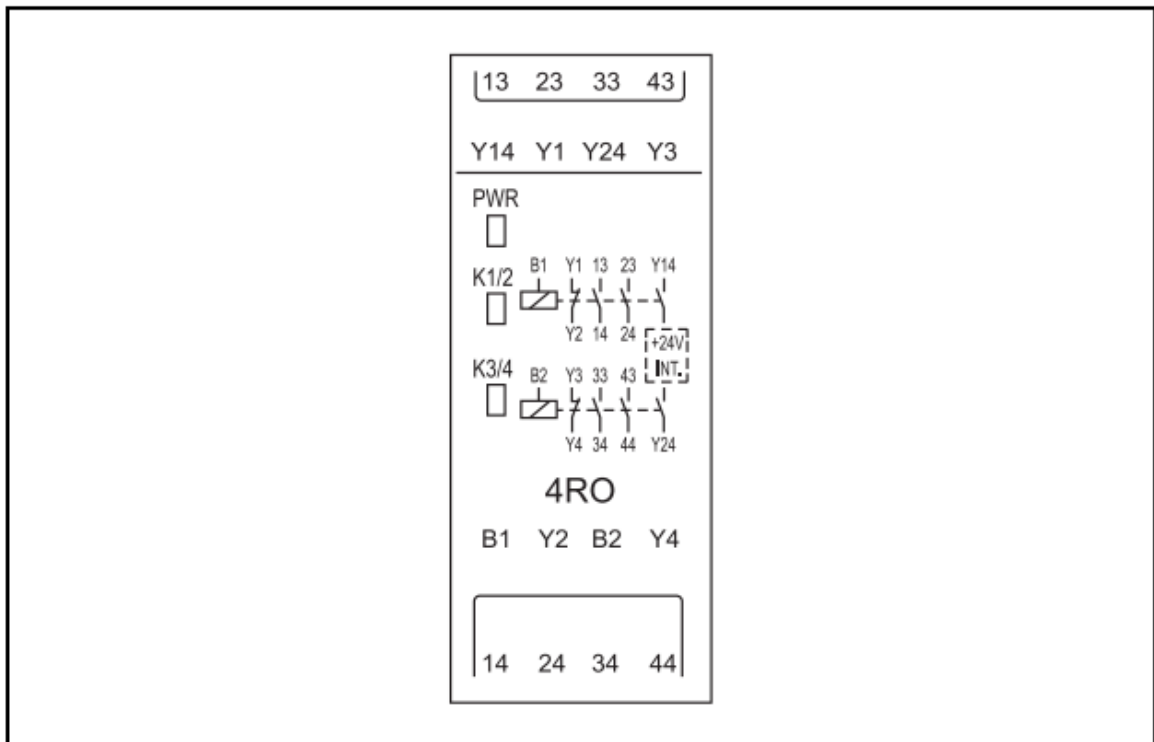 13 23 33 43
Y14 Y1 Y24 Y3
PWR
K1/2
B1 Y1 13 23 Y14
Y2 14 24
+24V
INT.
K3/4
B2 Y3 33 43
Y4 34 44 Y24
4RO
B1 Y2 B2 Y4
14 24 34 44